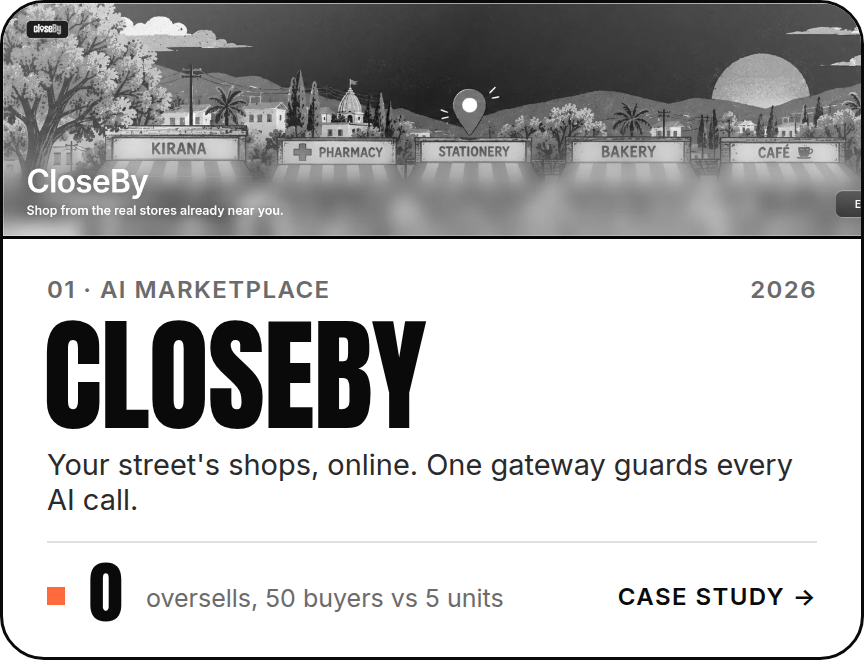 closeBy
KIRANA
PHARMACY
STATIONERY
BAKERY
CAFÉ
CloseBy
Shop from the real stores already near you.
E
01 · AI MARKETPLACE
2026
CLOSEBY
Your street's shops, online. One gateway guards every
AI call.
0 oversells, 50 buyers vs 5 units
CASE STUDY →